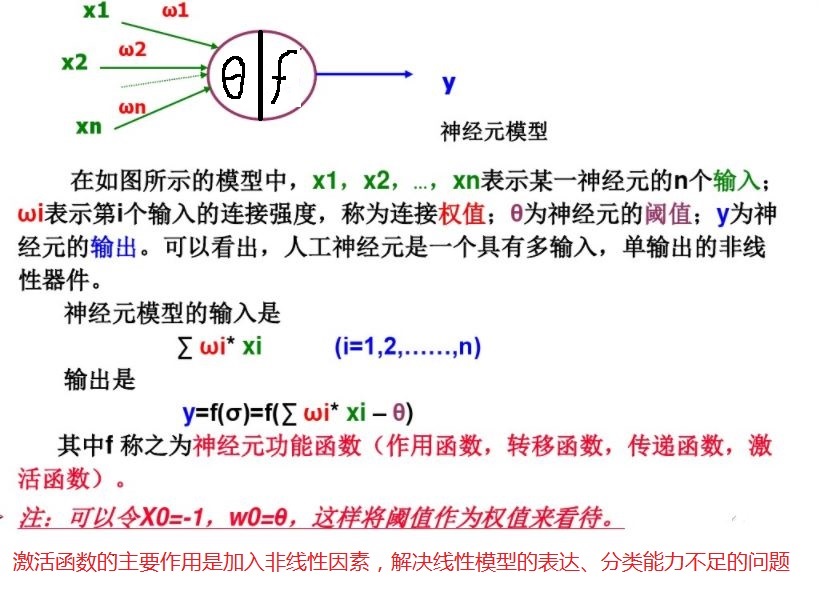 x1 ω1
x2 ω2
ωn
xn
θ f
y
神经元模型
在如图所示的模型中，x1，x2，…，xn表示某一神经元的n个输入；
ωi表示第i个输入的连接强度，称为连接权值；θ为神经元的阈值；y为神
经元的输出。可以看出，人工神经元是一个具有多输入，单输出的非线
性器件。
神经元模型的输入是
∑ ωi* xi (i=1,2,……,n)
输出是
y=f(σ)=f(∑ ωi* xi – θ)
其中f 称之为神经元功能函数（作用函数，转移函数，传递函数，激
活函数）。
注：可以令X0=-1，w0=θ，这样将阈值作为权值来看待。
激活函数的主要作用是加入非线性因素，解决线性模型的表达、分类能力不足的问题